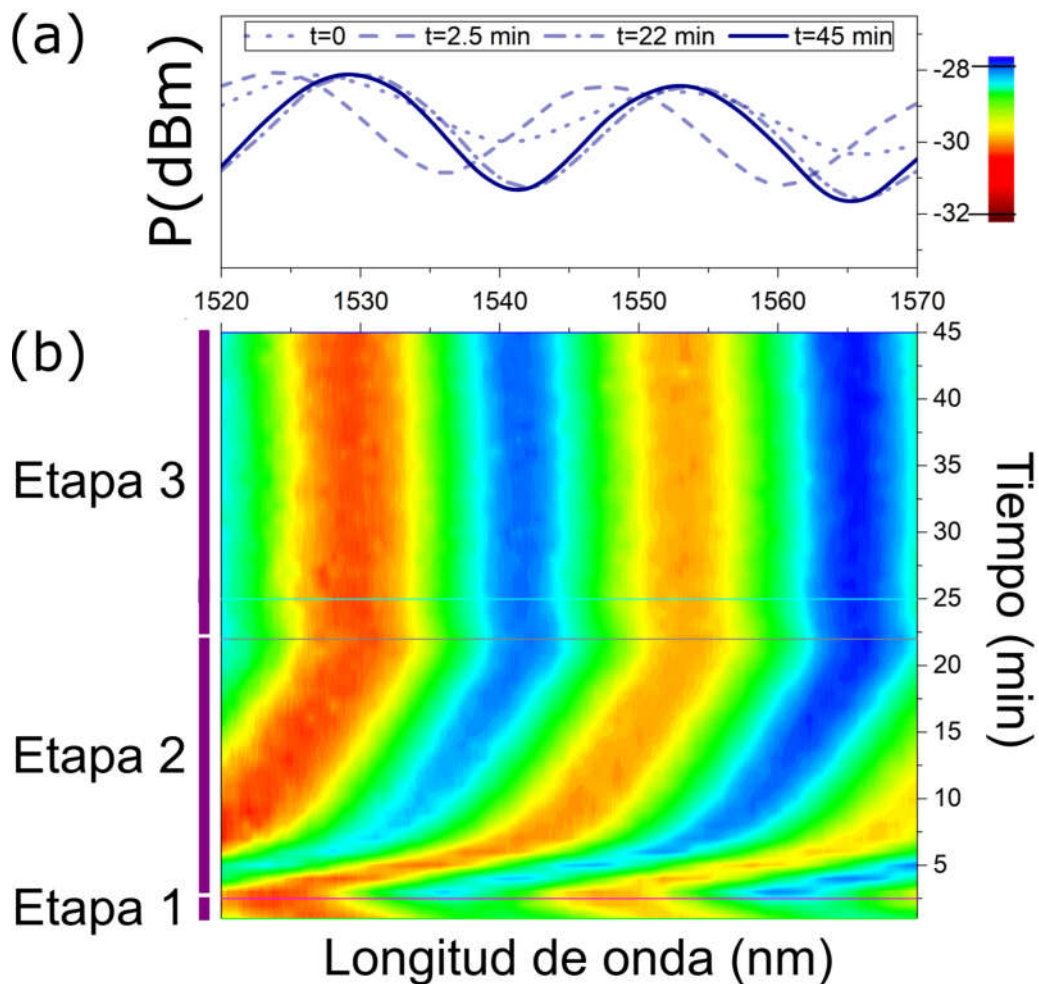 (a)
P(dBm)
t=0 t=2.5 min t=22 min t=45 min
-28
-30
-32
1520 1530 1540 1550 1560 1570
(b)
Etapa 3
Etapa 2
Etapa 1
45
40
35
30
25
20
15
10
5
Tiempo (min)
Longitud de onda (nm)